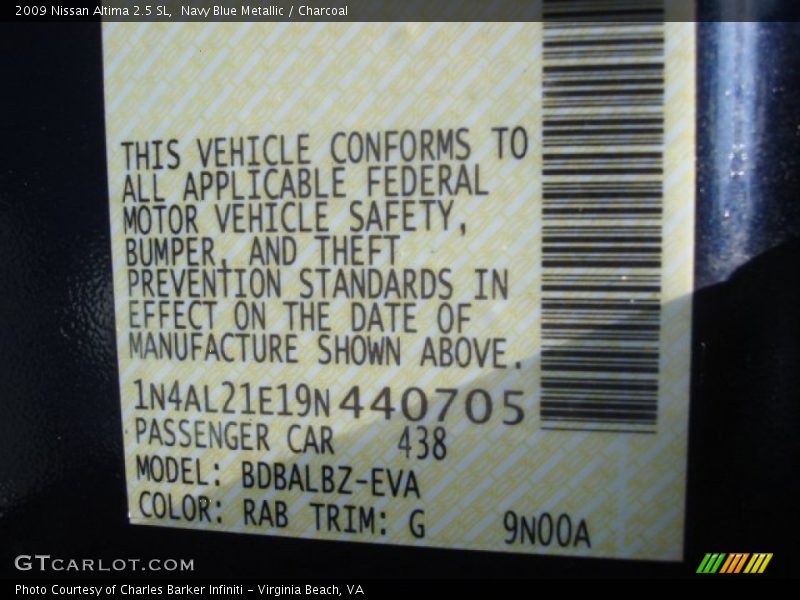 2009 Nissan Altima 2.5 SL,  Navy Blue Metallic / Charcoal
THIS VEHICLE CONFORMS TO
ALL APPLICABLE FEDERAL
MOTOR VEHICLE SAFETY,
BUMPER, AND THEFT
PREVENTION STANDARDS IN
EFFECT ON THE DATE OF
MANUFACTURE SHOWN ABOVE.
1N4AL21E19N440705
PASSENGER CAR 438
MODEL: BDBALBZ-EVA
COLOR: RAB TRIM: G 9N00A
GTCARLOT.COM
Photo Courtesy of Charles Barker Infiniti - Virginia Beach, VA